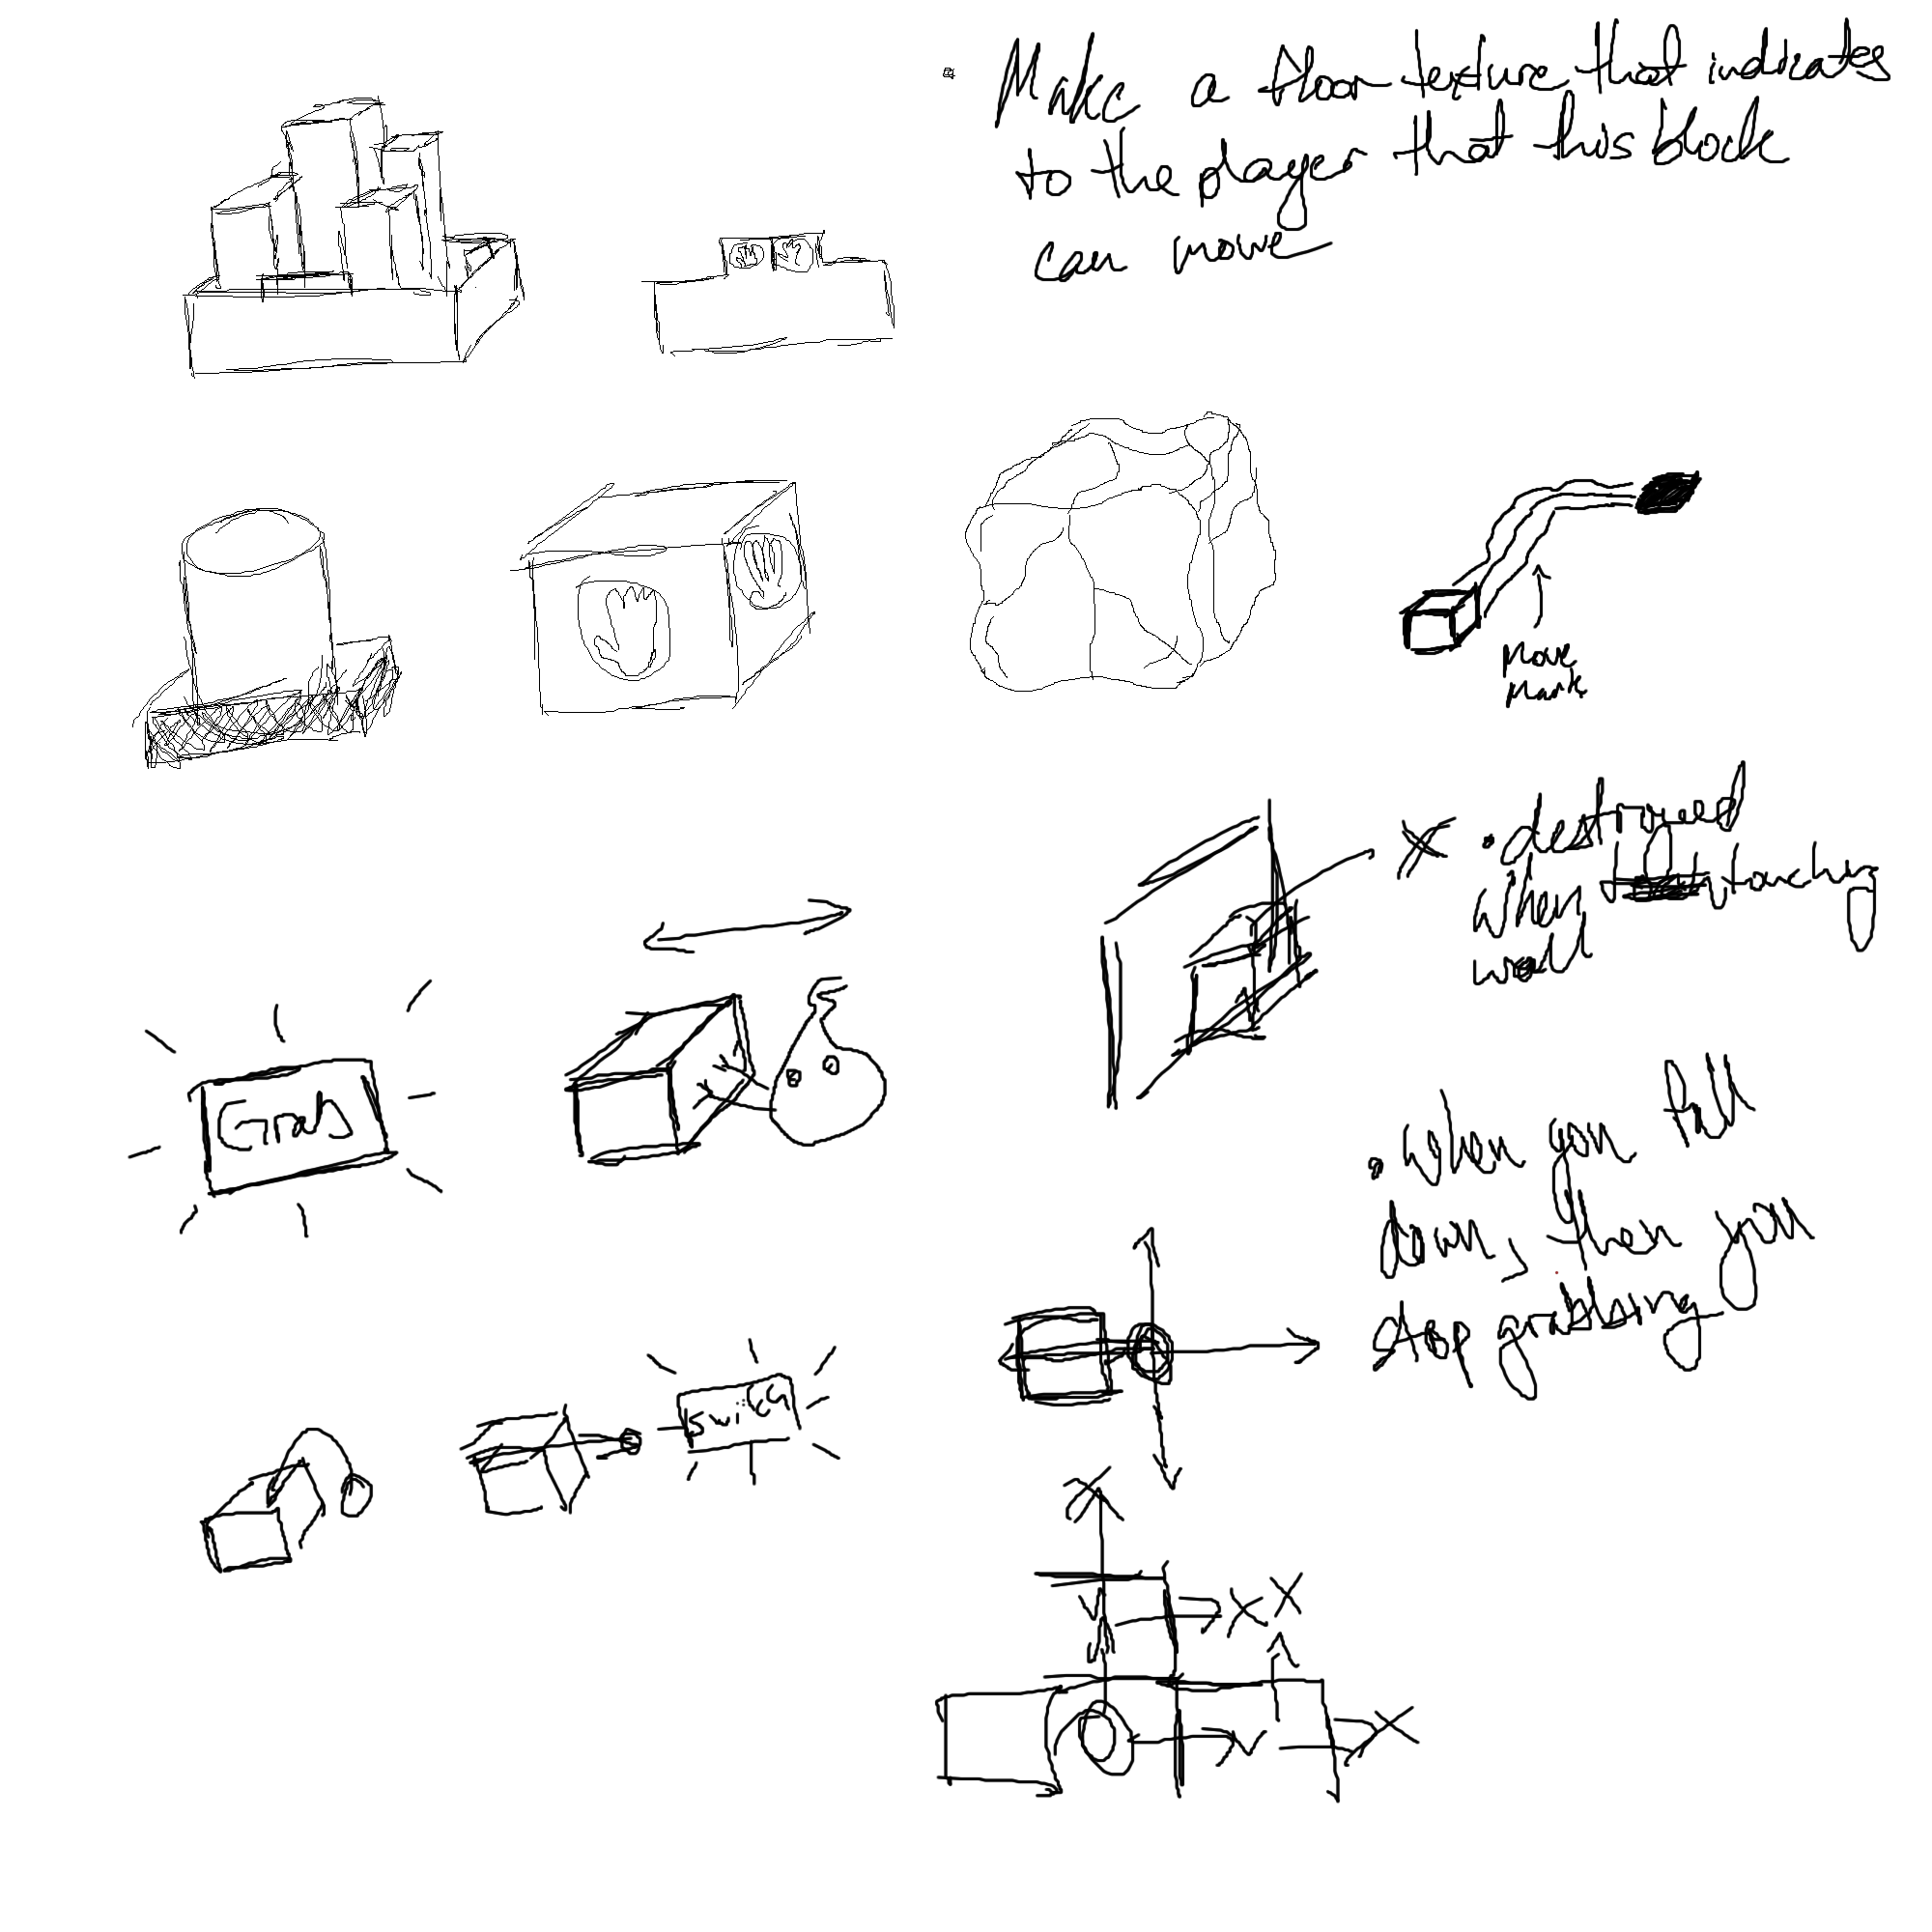 Make a floor texture that indicates
to the player that this block
can move
Move
Mark
destroyed
when touching
wall
Grab
When you fall
down, then you
stop grabbing
Switch